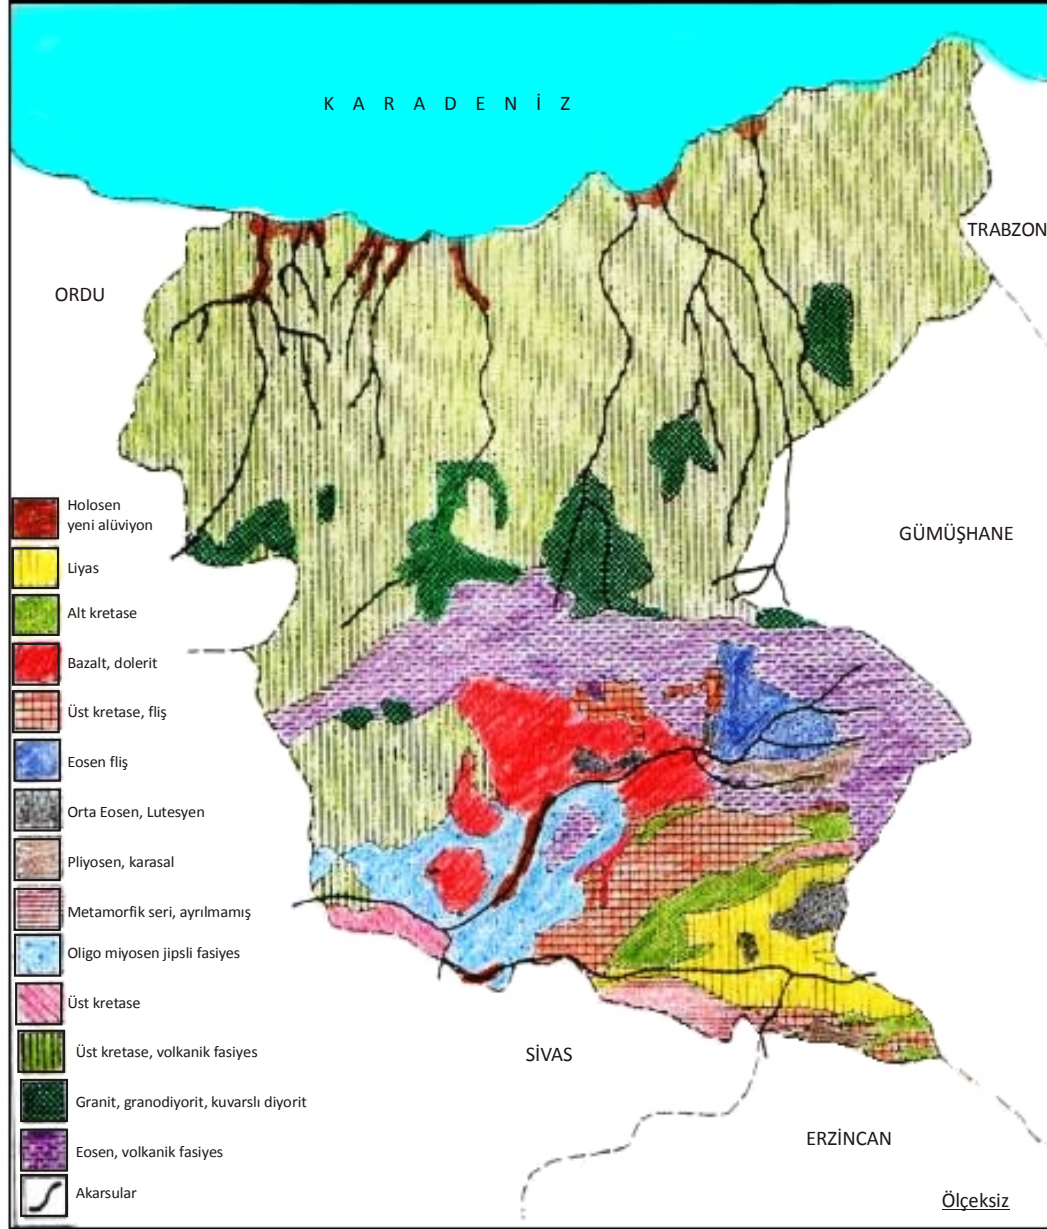 K A R A D E N İ Z
TRABZON
ORDU
GÜMÜŞHANE
Holosen
yeni alüviyon
Liyas
Alt kretase
Bazalt, dolerit
Üst kretase, fliş
Eosen fliş
Orta Eosen, Lutesyen
Pliyosen, karasal
Metamorfik seri, ayrılmamış
Oligo miyosen jipsli fasiyes
Üst kretase
Üst kretase, volkanik fasiyes
Granit, granodiyorit, kuvarslı diyorit
Eosen, volkanik fasiyes
Akarsular
SİVAS
ERZİNCAN
Ölçeksiz